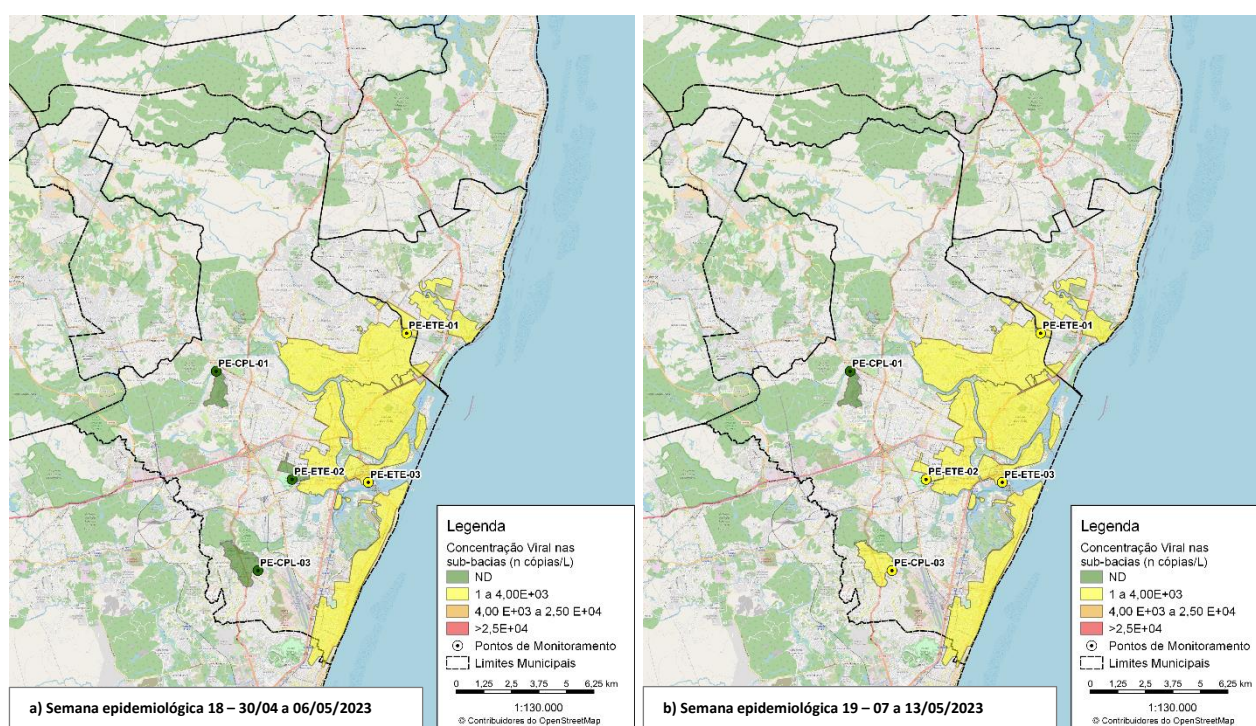 PE-ETE-01
PE-CPL-01
PE-ETE-02
PE-ETE-03
PE-CPL-03
Legenda
Concentração Viral nas
sub-bacias (n cópias/L)
ND
1 a 4,00E+03
4,00 E+03 a 2,50 E+04
>2,5E+04
Pontos de Monitoramento
Limites Municipais
0 1,25 2,5 3,75 5 6,25 km
1:130.000
© Contribuidores do OpenStreetMap
a) Semana epidemiológica 18 – 30/04 a 06/05/2023
PE-ETE-01
PE-CPL-01
PE-ETE-02
PE-ETE-03
PE-CPL-03
Legenda
Concentração Viral nas
sub-bacias (n cópias/L)
ND
1 a 4,00E+03
4,00 E+03 a 2,50 E+04
>2,5E+04
Pontos de Monitoramento
Limites Municipais
0 1,25 2,5 3,75 5 6,25 km
1:130.000
© Contribuidores do OpenStreetMap
b) Semana epidemiológica 19 – 07 a 13/05/2023